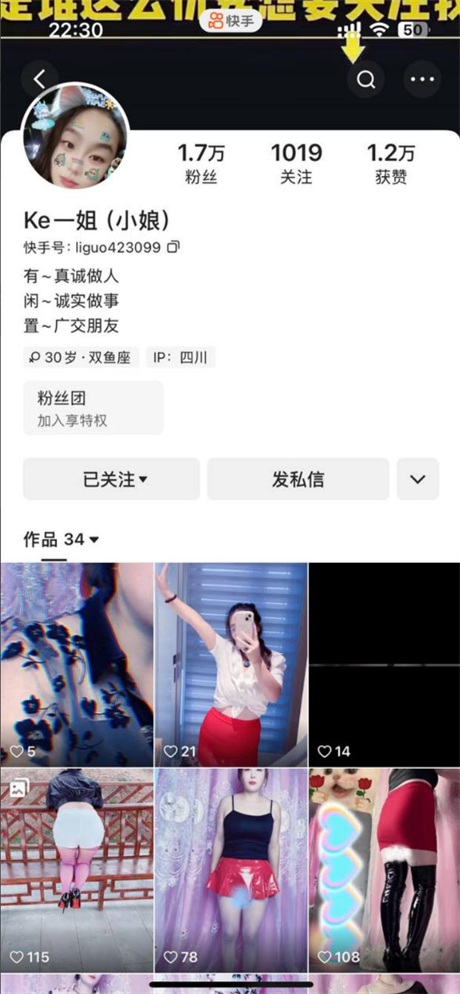 22:30
快手
50
1.7万
粉丝
1019
关注
1.2万
获赞
Ke一姐（小娘）
快手号: liguo423099
有~真诚做人
闲~诚实做事
置~广交朋友
30岁·双鱼座
IP：四川
粉丝团
加入享特权
已关注
发私信
作品 34
5
21
14
115
78
108